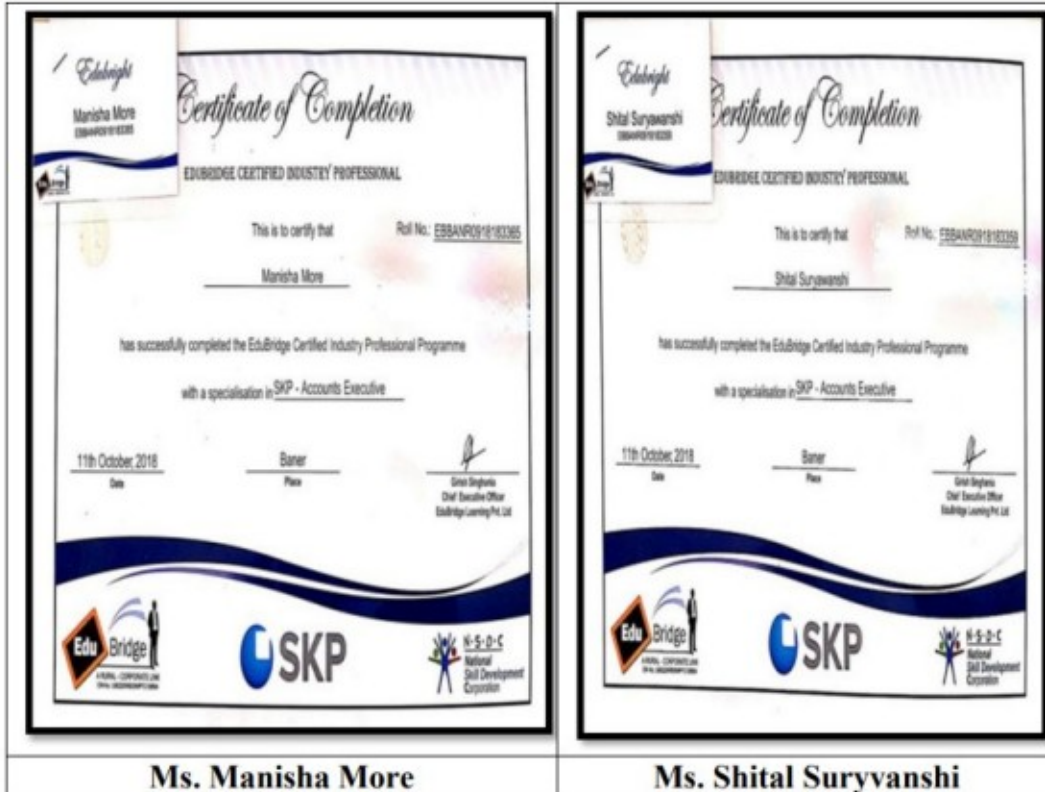 Edubright
Manisha More
Certificate of Completion
EDUBRIDGE CERTIFIED INDUSTRY PROFESSIONAL
This is to certify that
Roll No.: EBBANR0918183365
Manisha More
has successfully completed the EduBridge Certified Industry Professional Programme
with a specialisation in SKP - Accounts Executive
11th October, 2018
Date
Baner
Place
Girish Singhania
Chief Executive Officer
EduBridge Learning Pvt. Ltd
Edu Bridge
A RURAL - CORPORATE LINK
SKP
N·S·D·C
National
Skill Development
Corporation
Ms. Manisha More
Edubright
Shital Suryawanshi
Certificate of Completion
EDUBRIDGE CERTIFIED INDUSTRY PROFESSIONAL
This is to certify that
Roll No.: EBBANR0918183359
Shital Suryawanshi
has successfully completed the EduBridge Certified Industry Professional Programme
with a specialisation in SKP - Accounts Executive
11th October, 2018
Date
Baner
Place
Girish Singhania
Chief Executive Officer
EduBridge Learning Pvt. Ltd
Edu Bridge
A RURAL - CORPORATE LINK
SKP
N·S·D·C
National
Skill Development
Corporation
Ms. Shital Suryvanshi